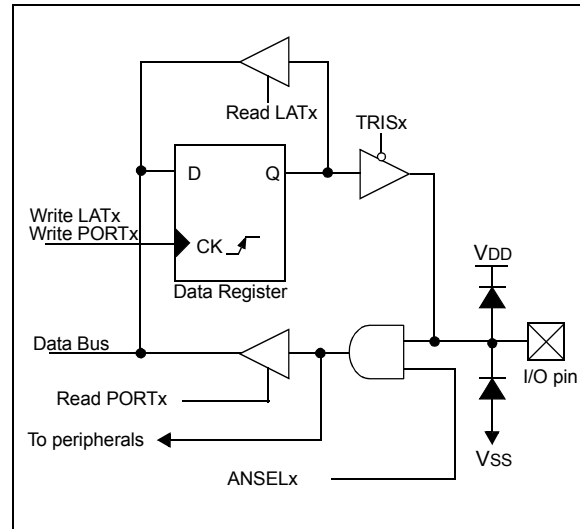 Read LATx
TRISx
D Q
Write LATx
Write PORTx
CK
VDD
Data Register
Data Bus
I/O pin
Read PORTx
To peripherals
VSS
ANSELx